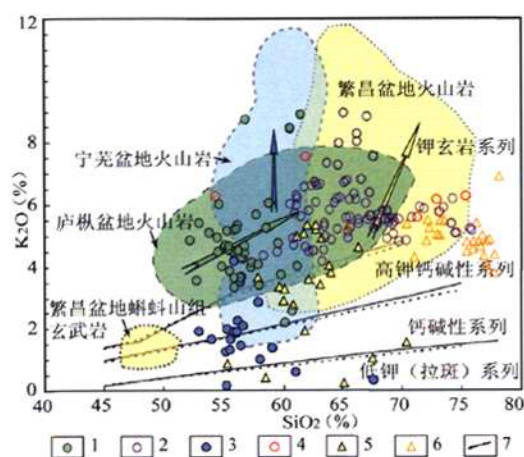 12
10
8
6
4
2
0
K₂O (%)
繁昌盆地火山岩
宁芜盆地火山岩
钾玄岩系列
庐枞盆地火山岩
高钾钙碱性系列
繁昌盆地蝌蚪山组
玄武岩
钙碱性系列
低钾（拉斑）系列
40 45 50 55 60 65 70 75 80
SiO₂ (%)
1 2 3 4 5 6 7